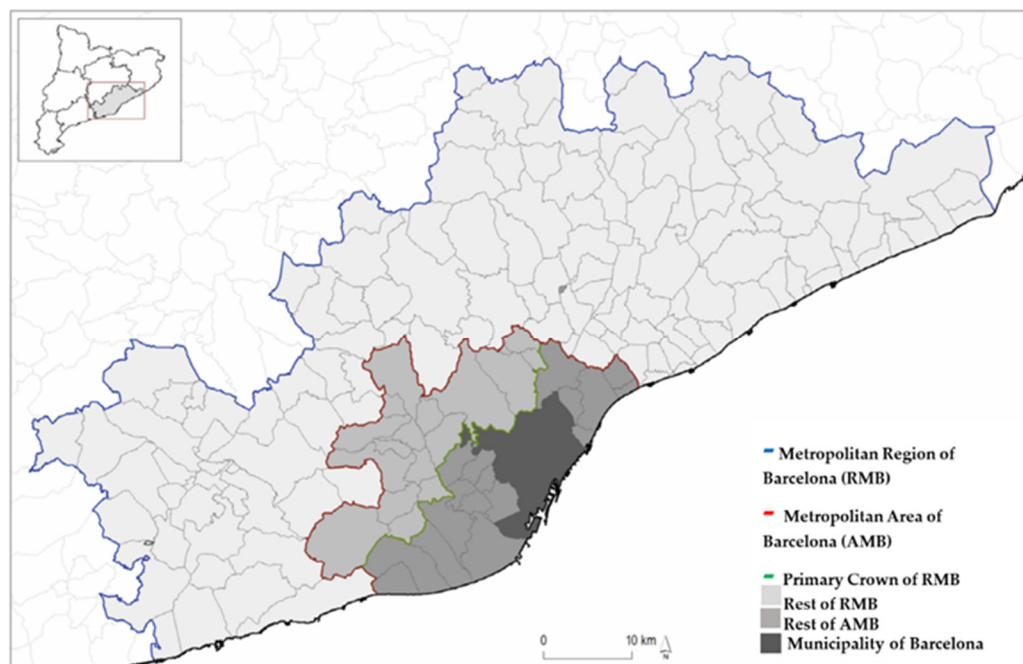 Metropolitan Region of
Barcelona (RMB)
Metropolitan Area of
Barcelona (AMB)
Primary Crown of RMB
Rest of RMB
Rest of AMB
Municipality of Barcelona
0 10 km
N